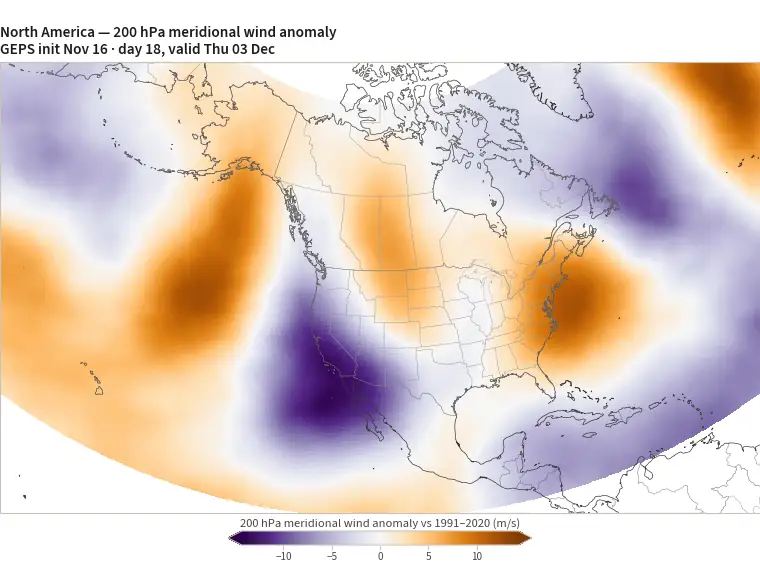 North America — 200 hPa meridional wind anomaly
GEPS init Nov 16 · day 18, valid Thu 03 Dec
200 hPa meridional wind anomaly vs 1991–2020 (m/s)
−10 −5 0 5 10